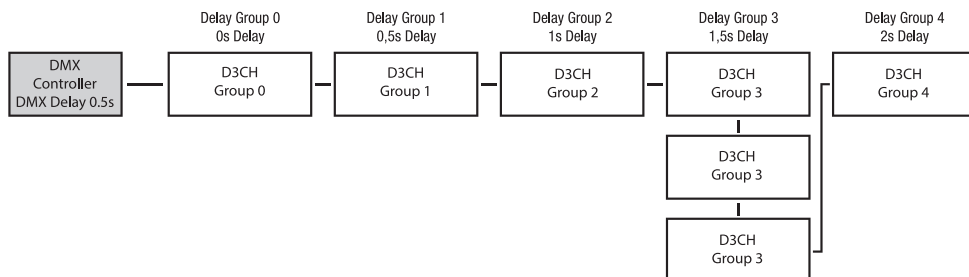 Delay Group 0
0s Delay
Delay Group 1
0,5s Delay
Delay Group 2
1s Delay
Delay Group 3
1,5s Delay
Delay Group 4
2s Delay
DMX
Controller
DMX Delay 0.5s
D3CH
Group 0
D3CH
Group 1
D3CH
Group 2
D3CH
Group 3
D3CH
Group 4
D3CH
Group 3
D3CH
Group 3